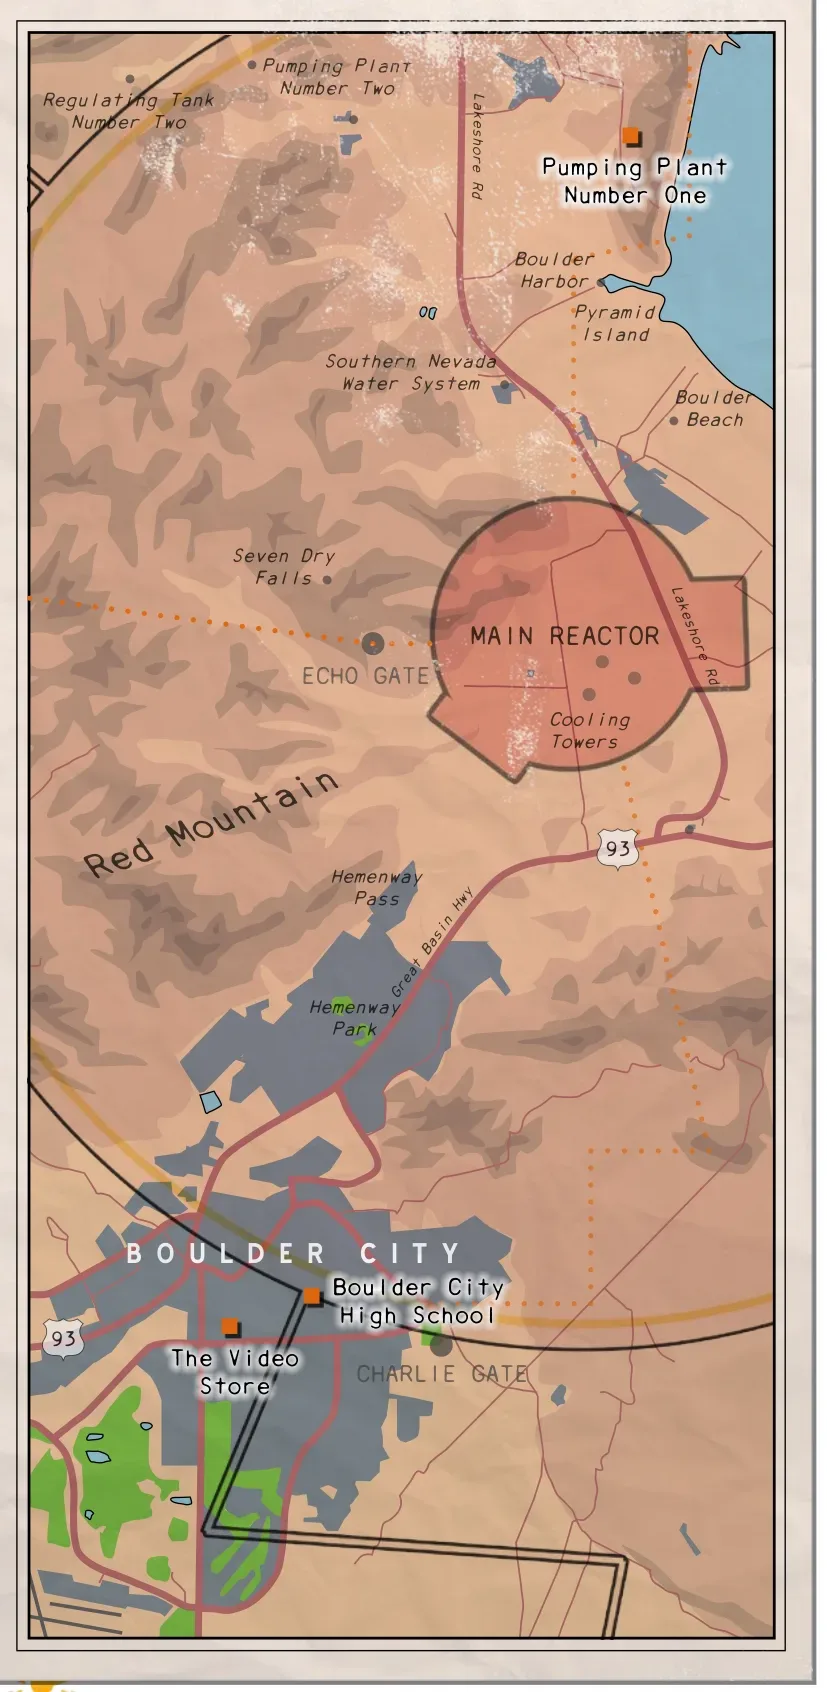 Pumping Plant
Number Two
Regulating Tank
Number Two
Lakeshore Rd
Pumping Plant
Number One
Boulder
Harbor
Pyramid
Island
Southern Nevada
Water System
Boulder
Beach
Seven Dry
Falls
ECHO GATE
MAIN REACTOR
Lakeshore Rd
Cooling
Towers
Red Mountain
93
Hemenway
Pass
Great Basin Hwy
Hemenway
Park
BOULDER CITY
Boulder City
High School
93
The Video
Store
CHARLIE GATE